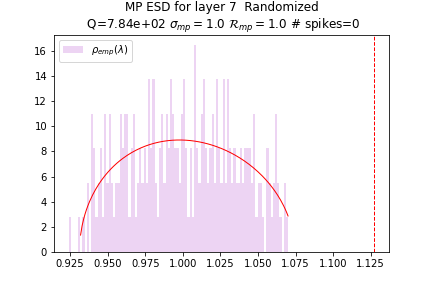 MP ESD for layer 7 Randomized
Q=7.84e+02 σmp = 1.0 Rmp = 1.0 # spikes=0
ρemp(λ)
16
14
12
10
8
6
4
2
0
0.925 0.950 0.975 1.000 1.025 1.050 1.075 1.100 1.125